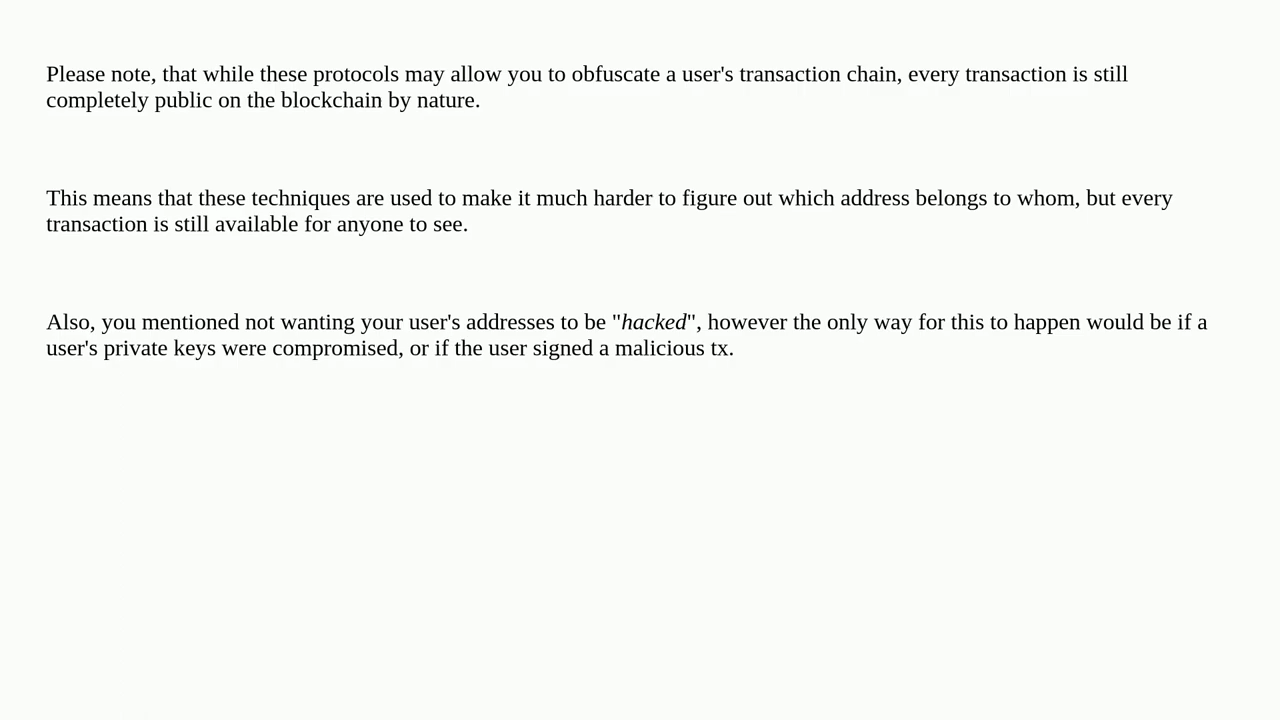 Please note, that while these protocols may allow you to obfuscate a user's transaction chain, every transaction is still
completely public on the blockchain by nature.
This means that these techniques are used to make it much harder to figure out which address belongs to whom, but every
transaction is still available for anyone to see.
Also, you mentioned not wanting your user's addresses to be "hacked", however the only way for this to happen would be if a
user's private keys were compromised, or if the user signed a malicious tx.